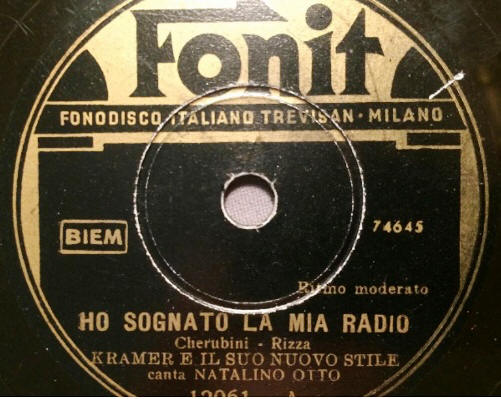 Fonit
FONODISCO ITALIANO TREVISAN · MILANO
BIEM
74645
Ritmo moderato
HO SOGNATO LA MIA RADIO
Cherubini - Rizza
KRAMER E IL SUO NUOVO STILE
canta NATALINO OTTO
12061 A